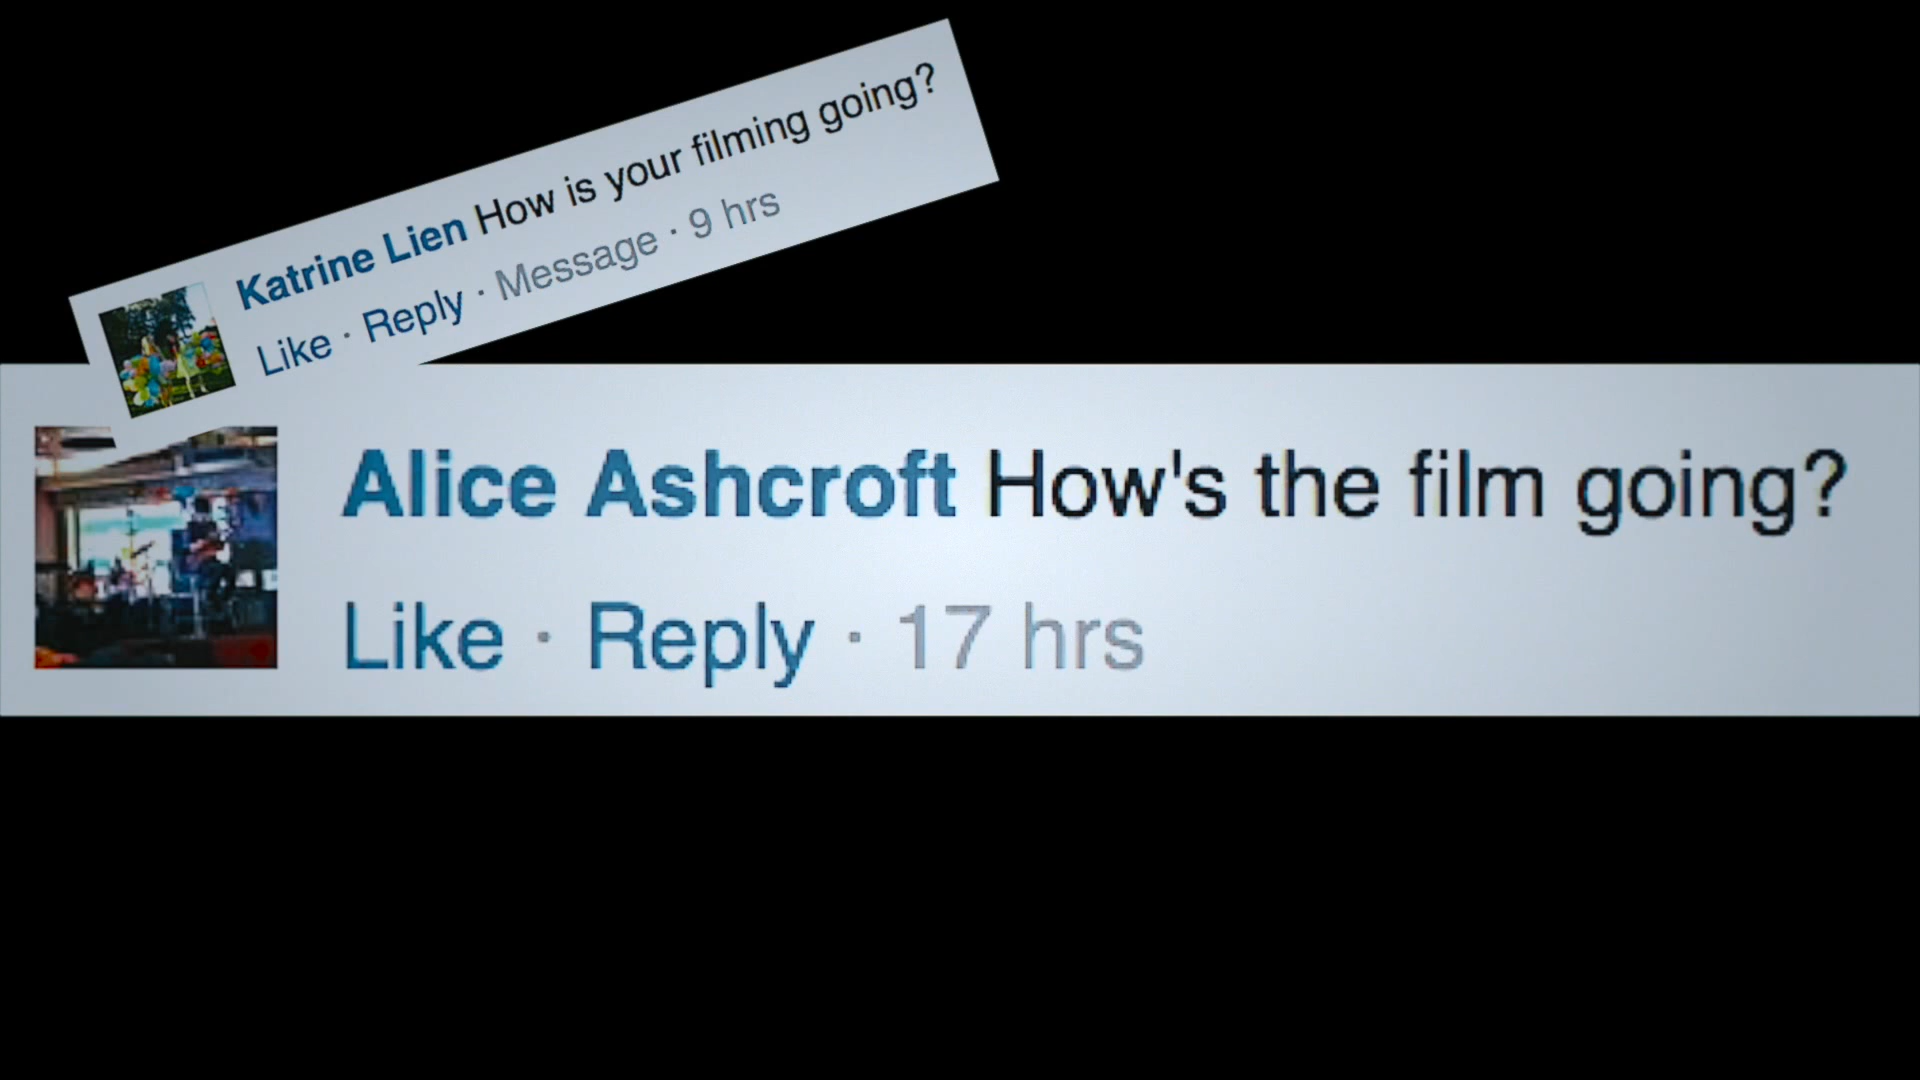 Katrine Lien How is your filming going?
Like · Reply · Message · 9 hrs
Alice Ashcroft How's the film going?
Like · Reply · 17 hrs